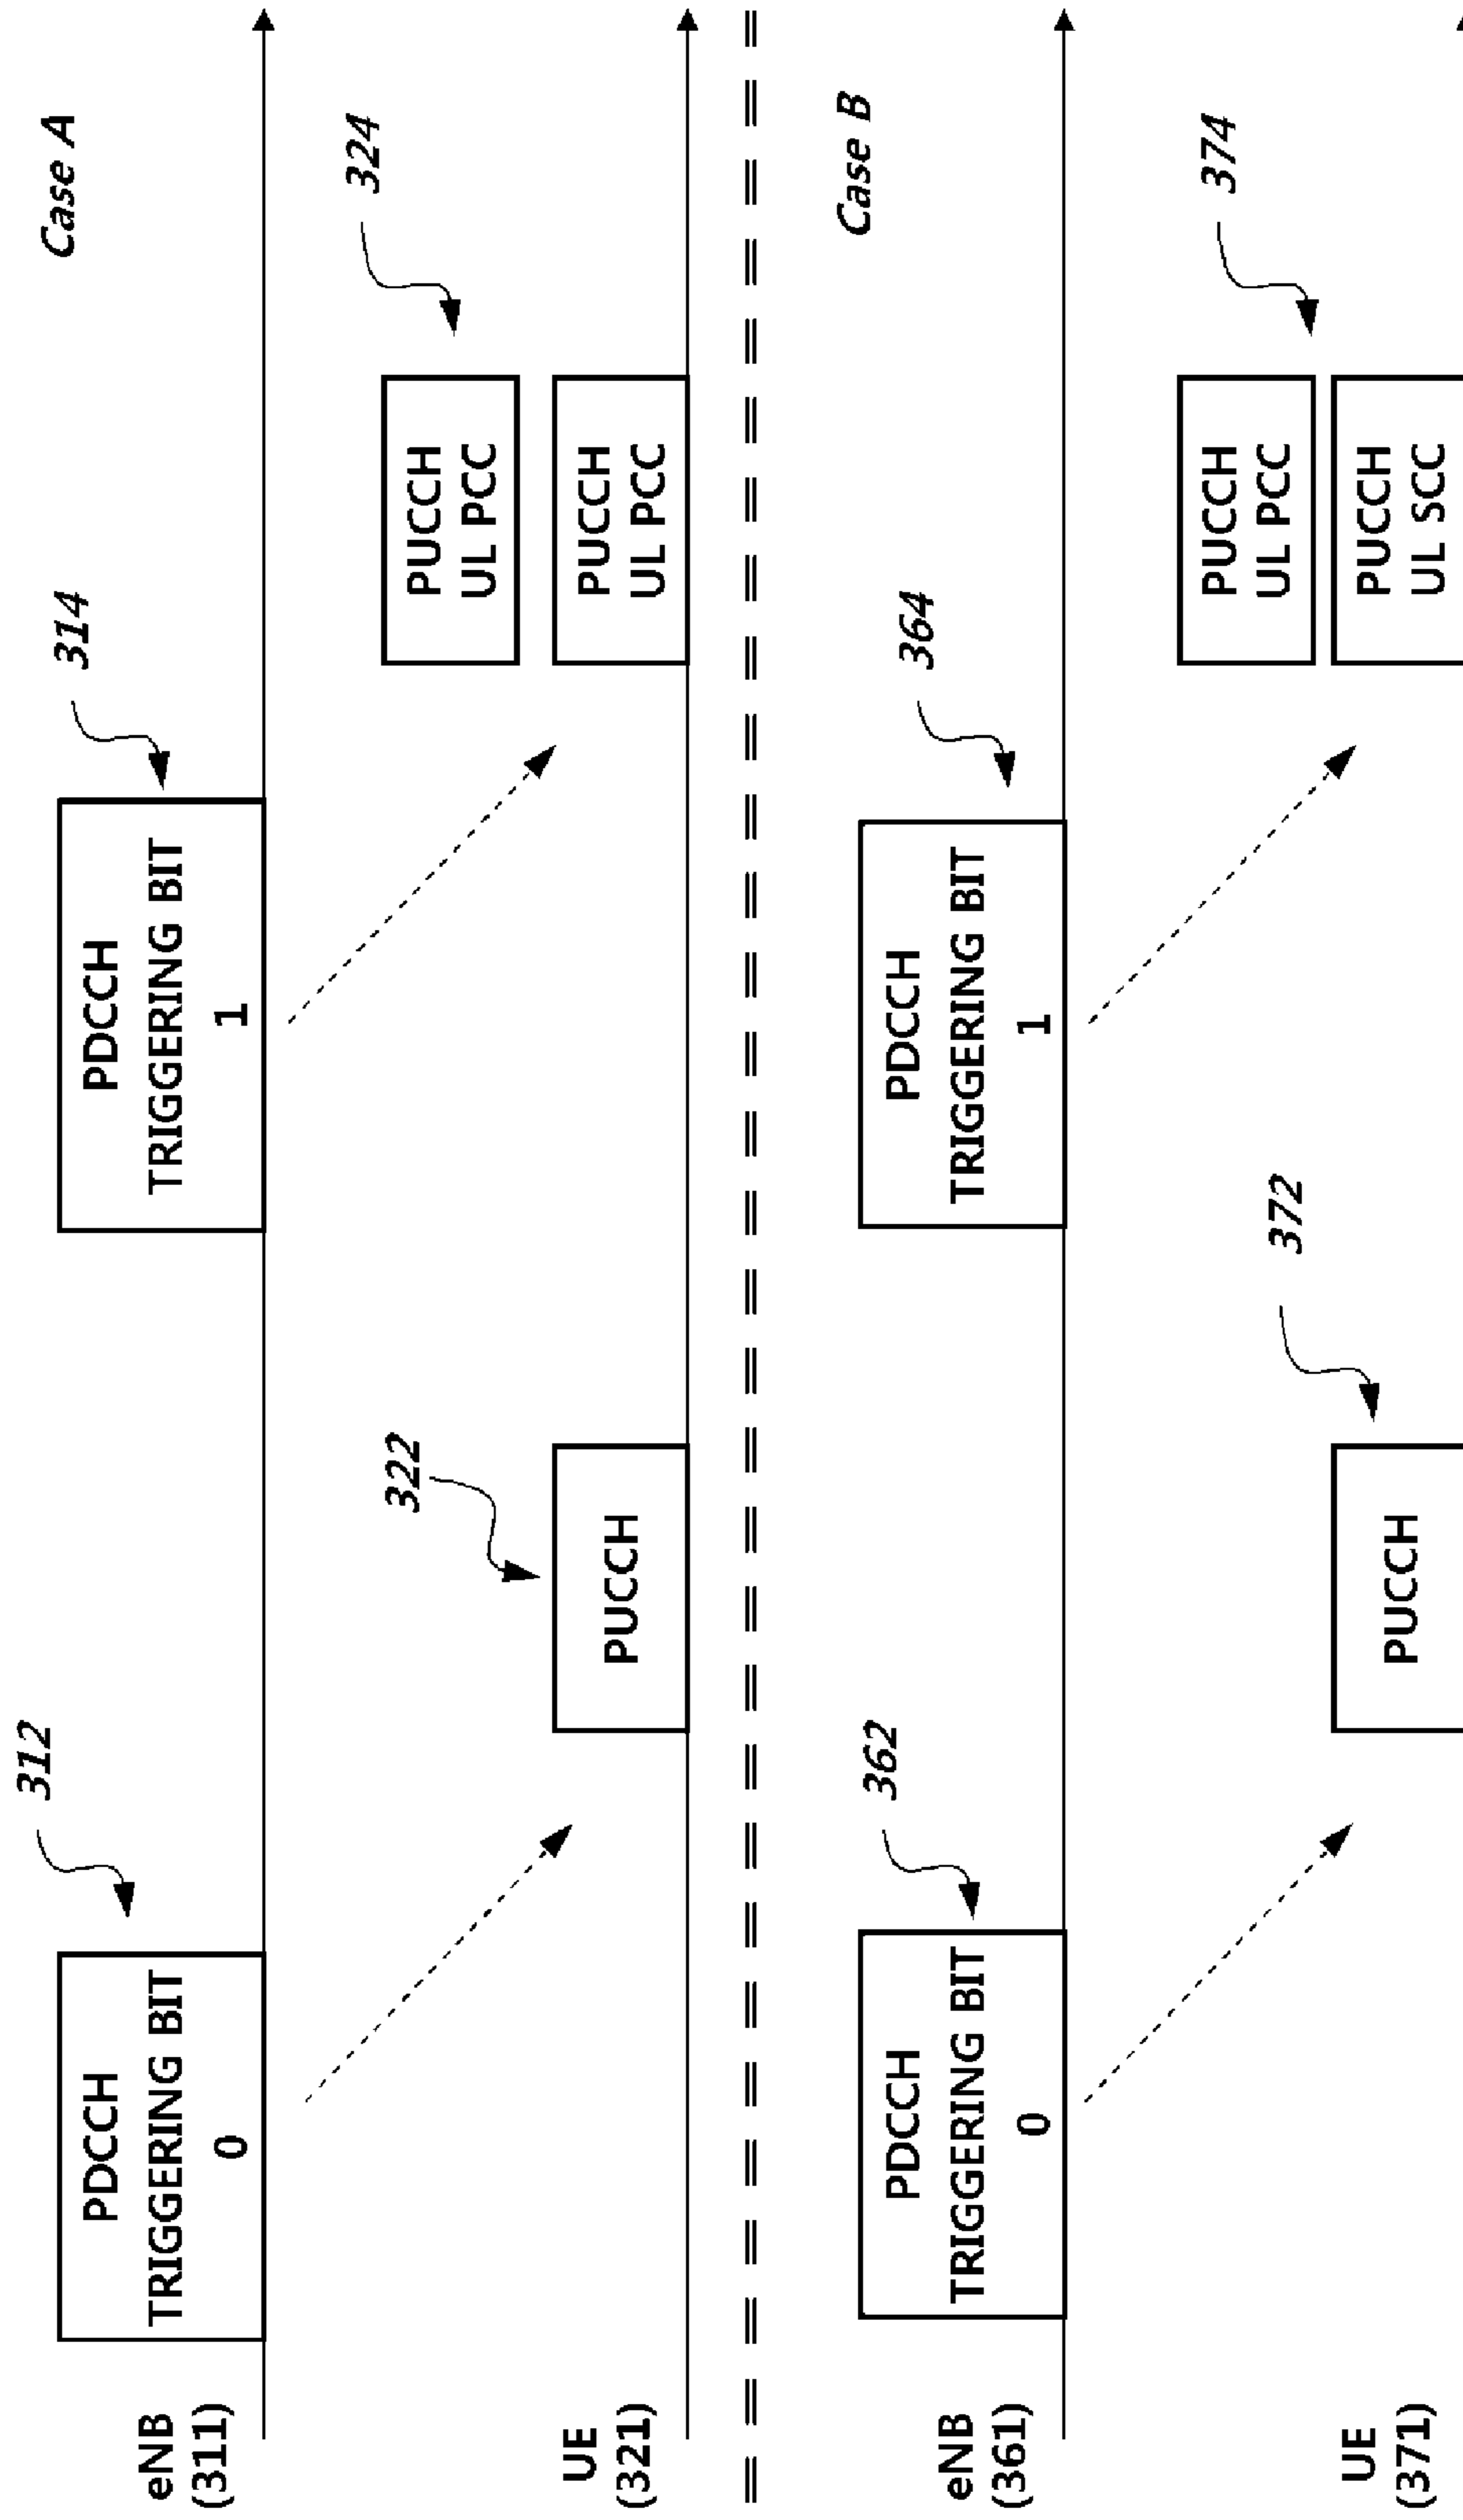 Case A
312
314
PDCCH
TRIGGERING BIT
0
PDCCH
TRIGGERING BIT
1
eNB
(311)
322
324
PUCCH
PUCCH
UL PCC
PUCCH
UL PCC
UE
(321)
Case B
362
364
PDCCH
TRIGGERING BIT
0
PDCCH
TRIGGERING BIT
1
eNB
(361)
372
374
PUCCH
PUCCH
UL PCC
PUCCH
UL SCC
UE
(371)